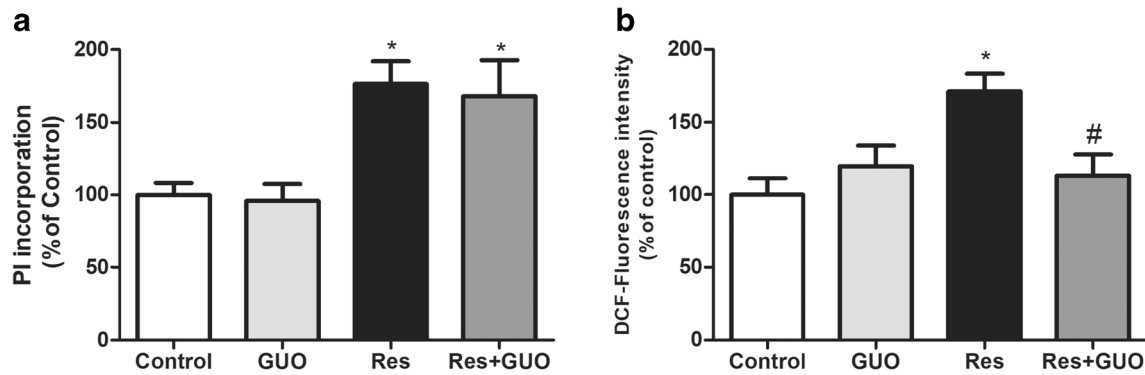 a
PI incorporation
(% of Control)
200
150
100
50
0
*
*
Control GUO Res Res+GUO
b
DCF-Fluorescence intensity
(% of control)
200
150
100
50
0
*
#
Control GUO Res Res+GUO